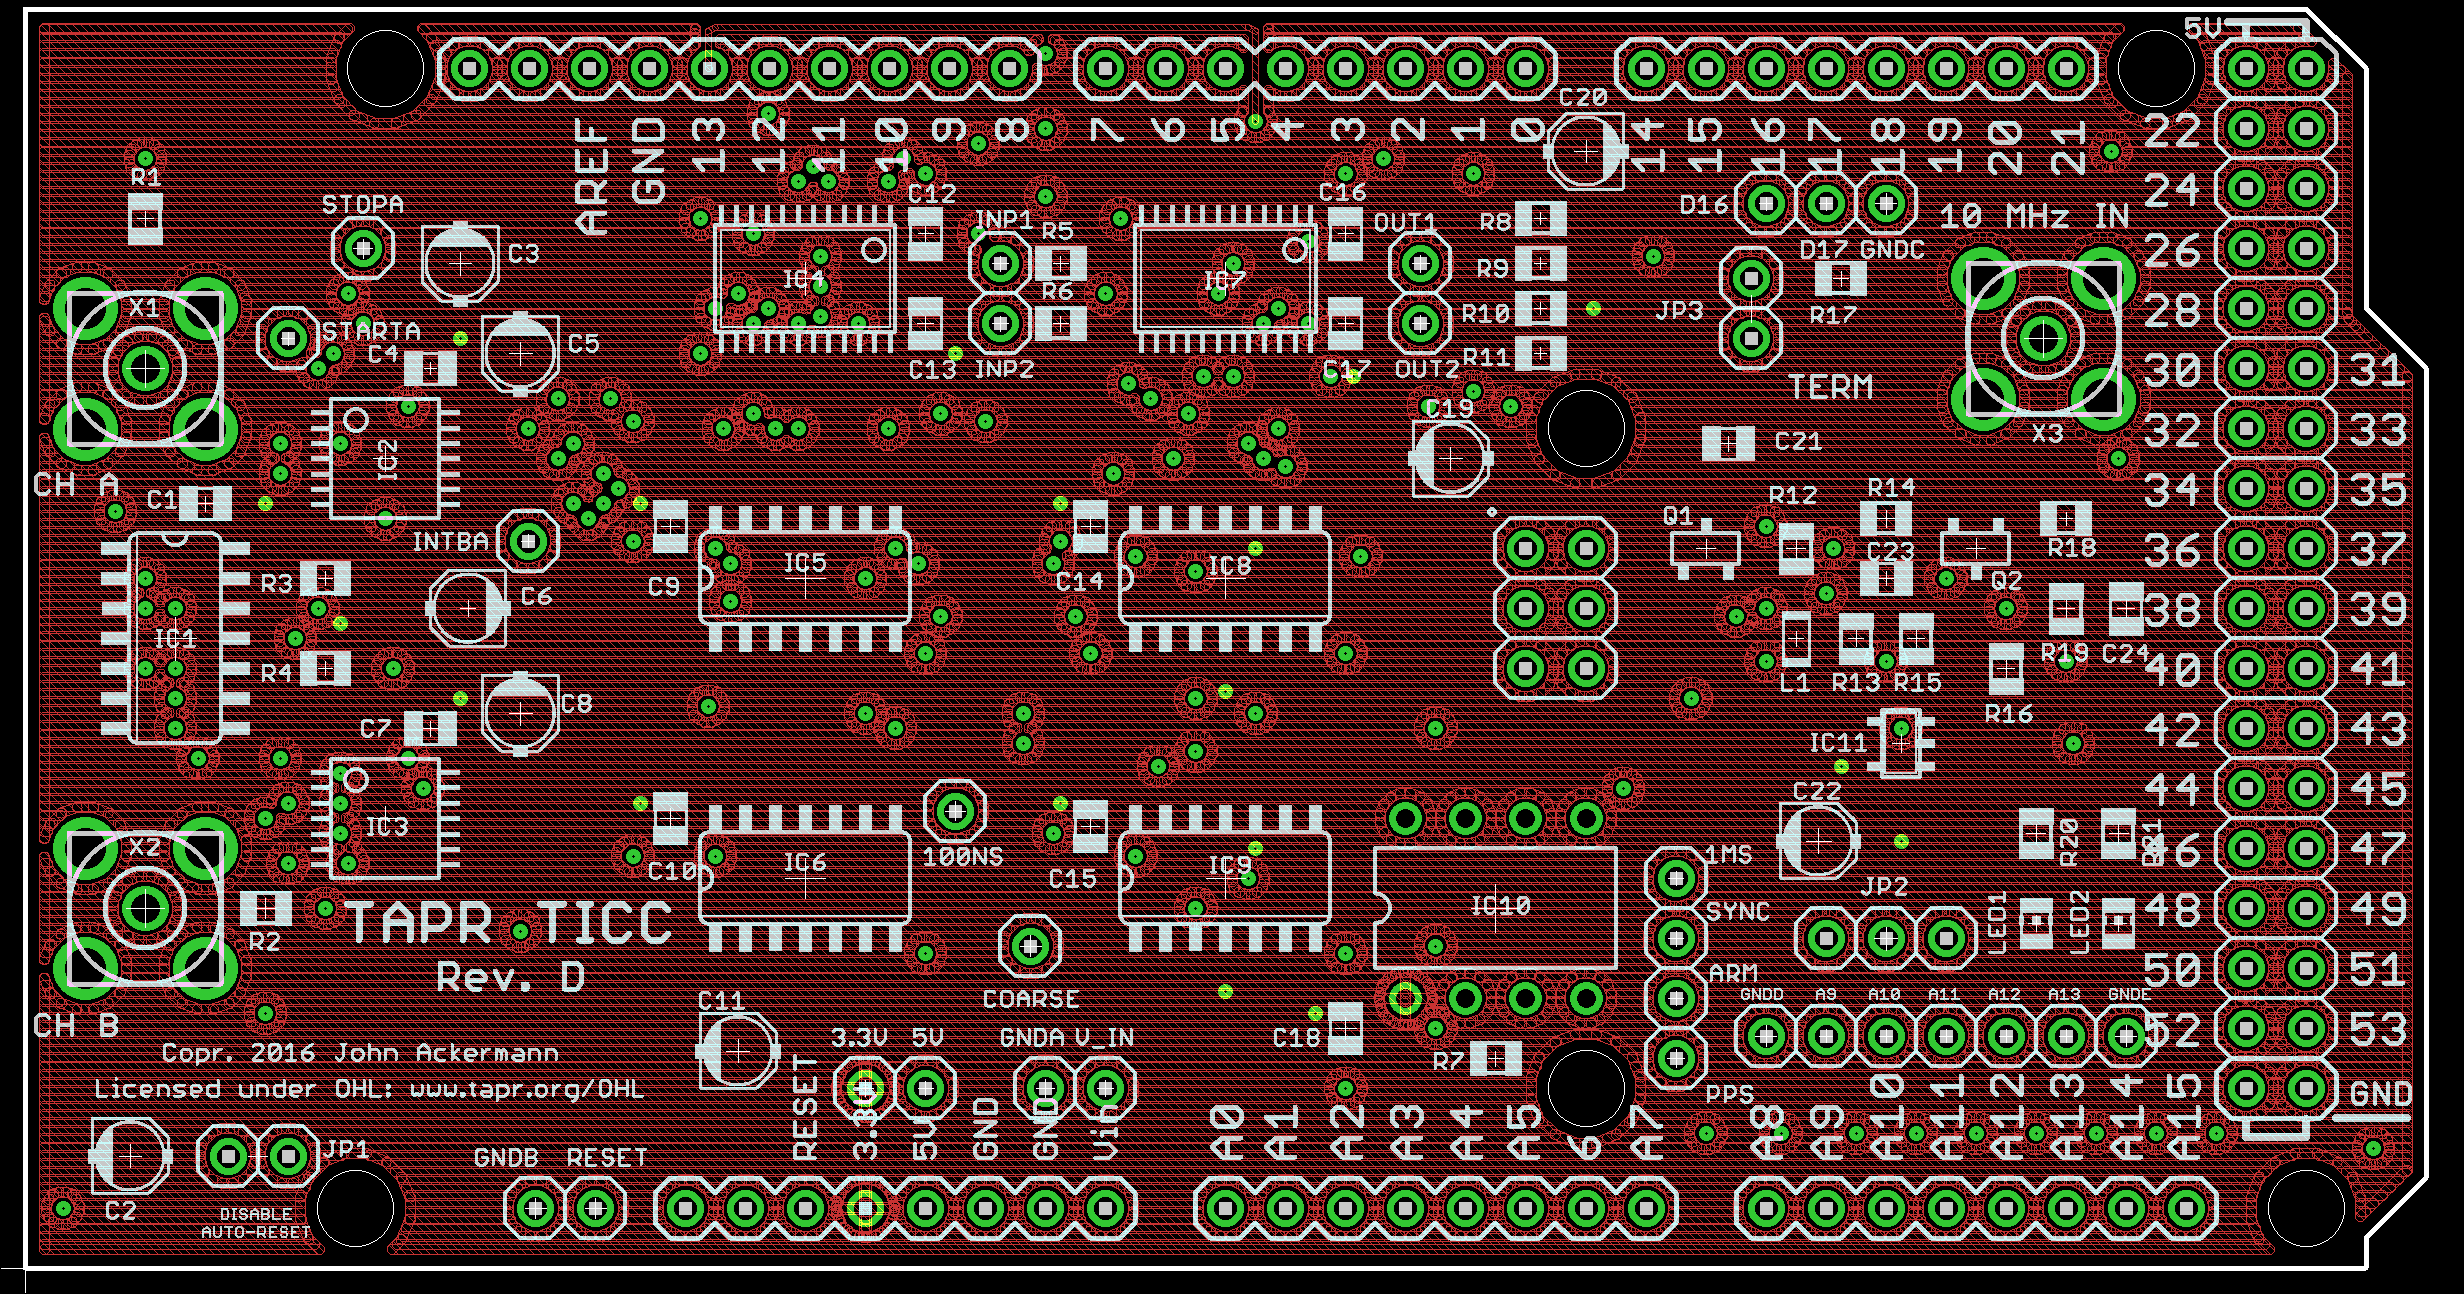 5V
AREF GND 13 12 11 10 9 8 7 6 5 4 3 2 1 0 14 15 16 17 18 19 20 21
C20
22
R1
STOPA
C12
C16
24
D16
INP1
R5
OUT1
R8
10 MHz IN
C3
D17 GNDC
26
IC4
IC7
R9
R6
X1
R10
JP3
R17
28
STARTA
C4
C5
C13
INP2
C17
OUT2
R11
30
31
TERM
C19
32
33
IC2
C21
X3
CH A
34
35
C1
R12
R14
Q1
INTBA
36
37
R18
IC5
IC8
C23
R3
C9
C14
Q2
C6
38
39
IC1
R19
C24
R4
40
41
L1
R13
R15
C8
R16
C7
42
43
IC11
44
45
C22
IC3
R20
X2
46
47
IC6
100NS
IC9
1MS
C10
C15
JP2
IC10
SYNC
LED1
LED2
48
49
TAPR TICC
R2
Rev. D
ARM
50
51
C11
COARSE
GNDD A9 A10 A11 A12 A13 GNDE
CH B
52
53
3.3V 5V
GNDA V_IN
C18
Copr. 2016 John Ackermann
R7
Licensed under OHL: www.tapr.org/OHL
PPS
GND
RESET 3.3V 5V GND GND Vin A0 A1 A2 A3 A4 A5 6 A7 A8 A9 A10 A11 A12 A13 A14 A15
JP1
GNDB RESET
C2
DISABLE
AUTO-RESET